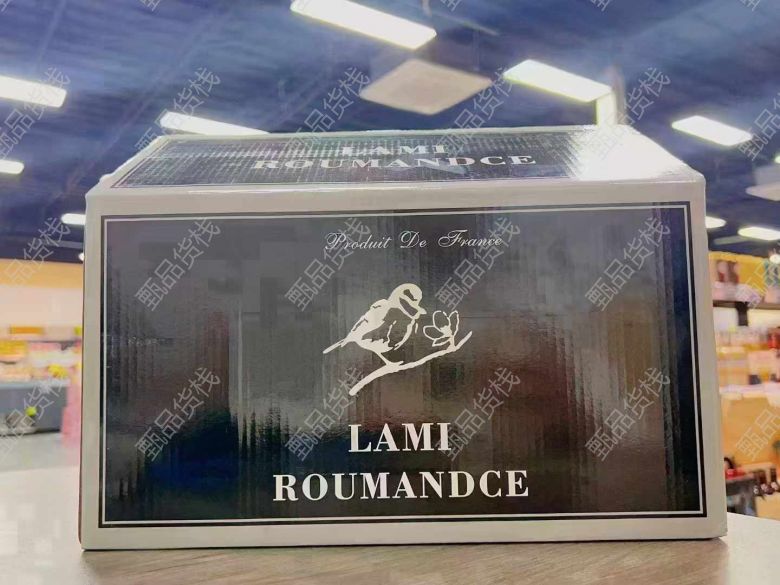 LAMI
ROUMANDCE
Produit De France
LAMI
ROUMANDCE
甄品货栈